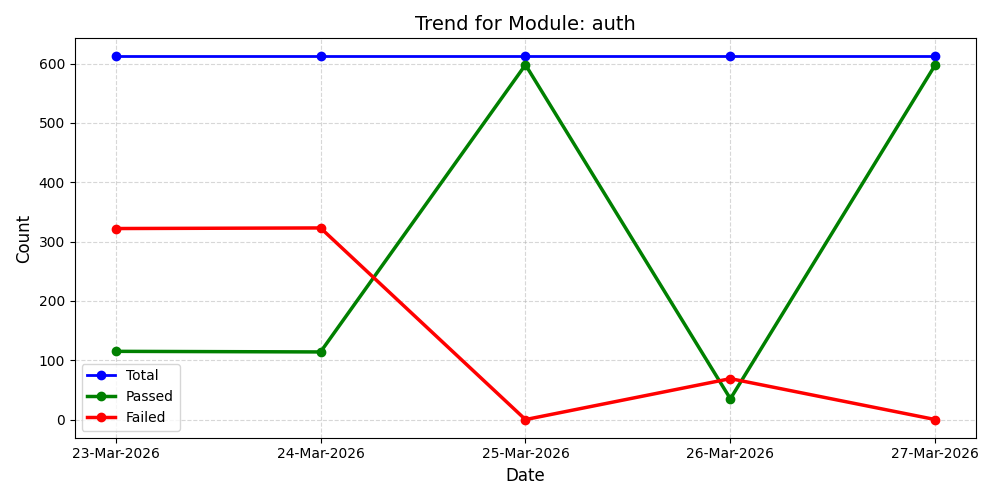 Trend for Module: auth
600
500
400
300
200
100
0
Count
Total
Passed
Failed
23-Mar-2026
24-Mar-2026
25-Mar-2026
26-Mar-2026
27-Mar-2026
Date